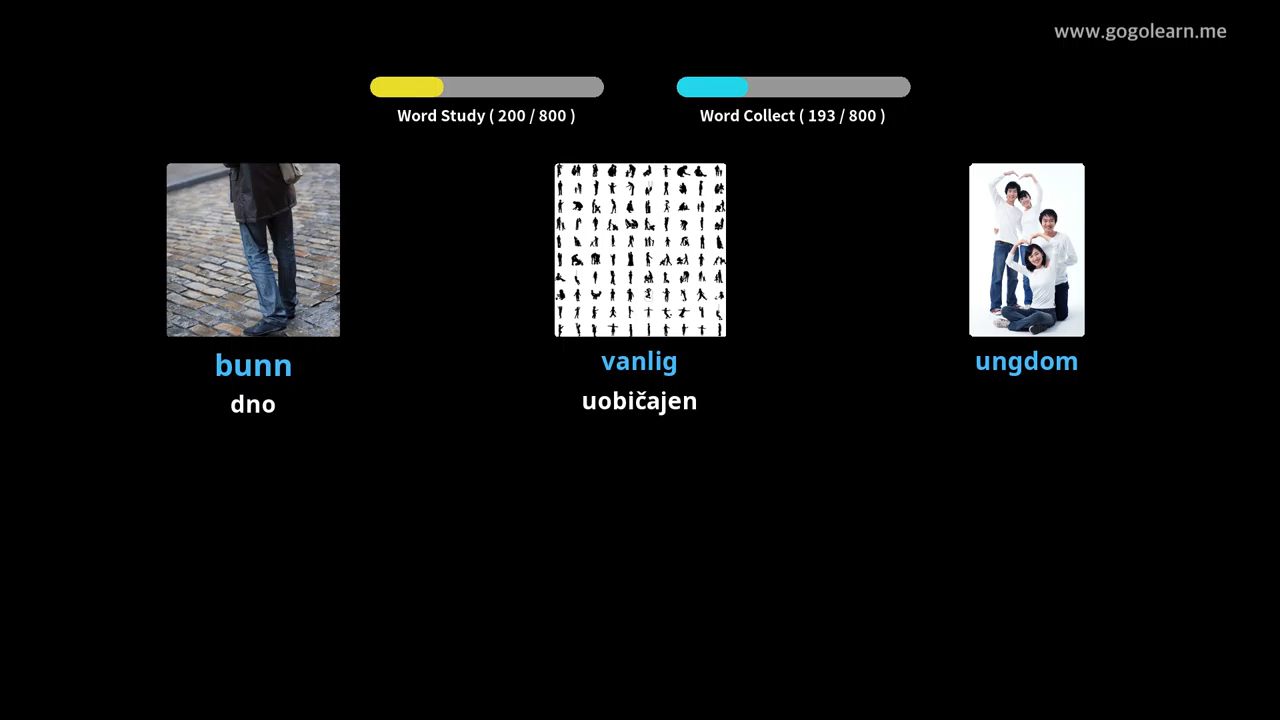 www.gogolearn.me
Word Study ( 200 / 800 )
Word Collect ( 193 / 800 )
bunn
vanlig
ungdom
dno
uobičajen